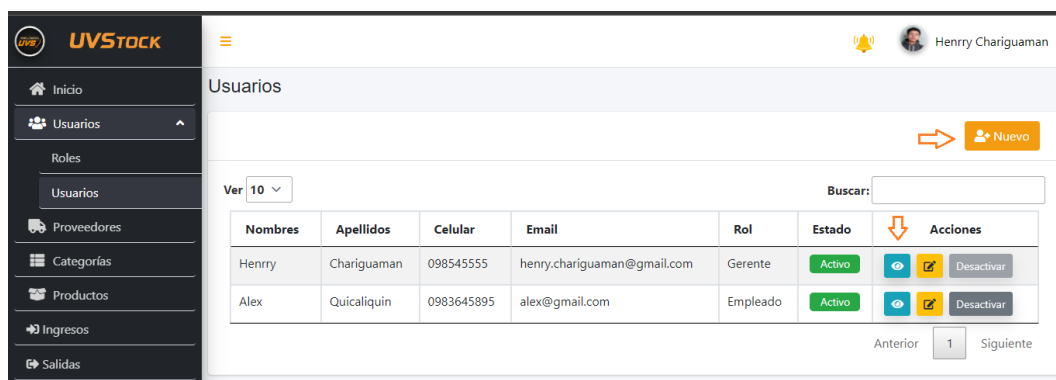 UVS UVSTOCK
Henrry Chariguaman
Inicio
Usuarios
Usuarios
Nuevo
Roles
Usuarios
Ver 10
Buscar:
Proveedores
Nombres Apellidos Celular Email Rol Estado Acciones
Categorías
Henrry Chariguaman 098545555 henry.chariguaman@gmail.com Gerente Activo Desactivar
Productos
Alex Quicaliquin 0983645895 alex@gmail.com Empleado Activo Desactivar
Ingresos
Anterior 1 Siguiente
Salidas